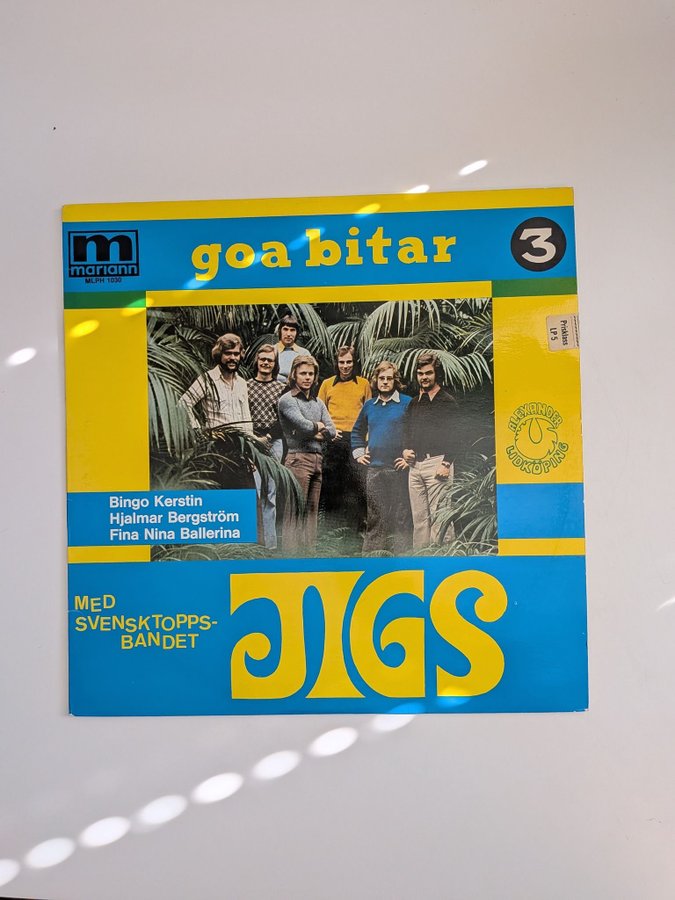 m
mariann
MLPH 1030
goa bitar
3
Prisklass
LP 5
ALEXANDER
LIDKÖPING
Bingo Kerstin
Hjalmar Bergström
Fina Nina Ballerina
MED
SVENSKTOPPS-
BANDET
JIGS